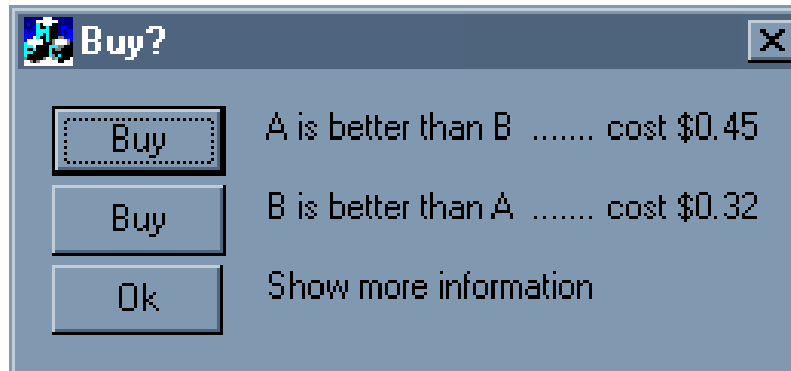 Buy?
Buy A is better than B ....... cost $0.45
Buy B is better than A ....... cost $0.32
Ok Show more information